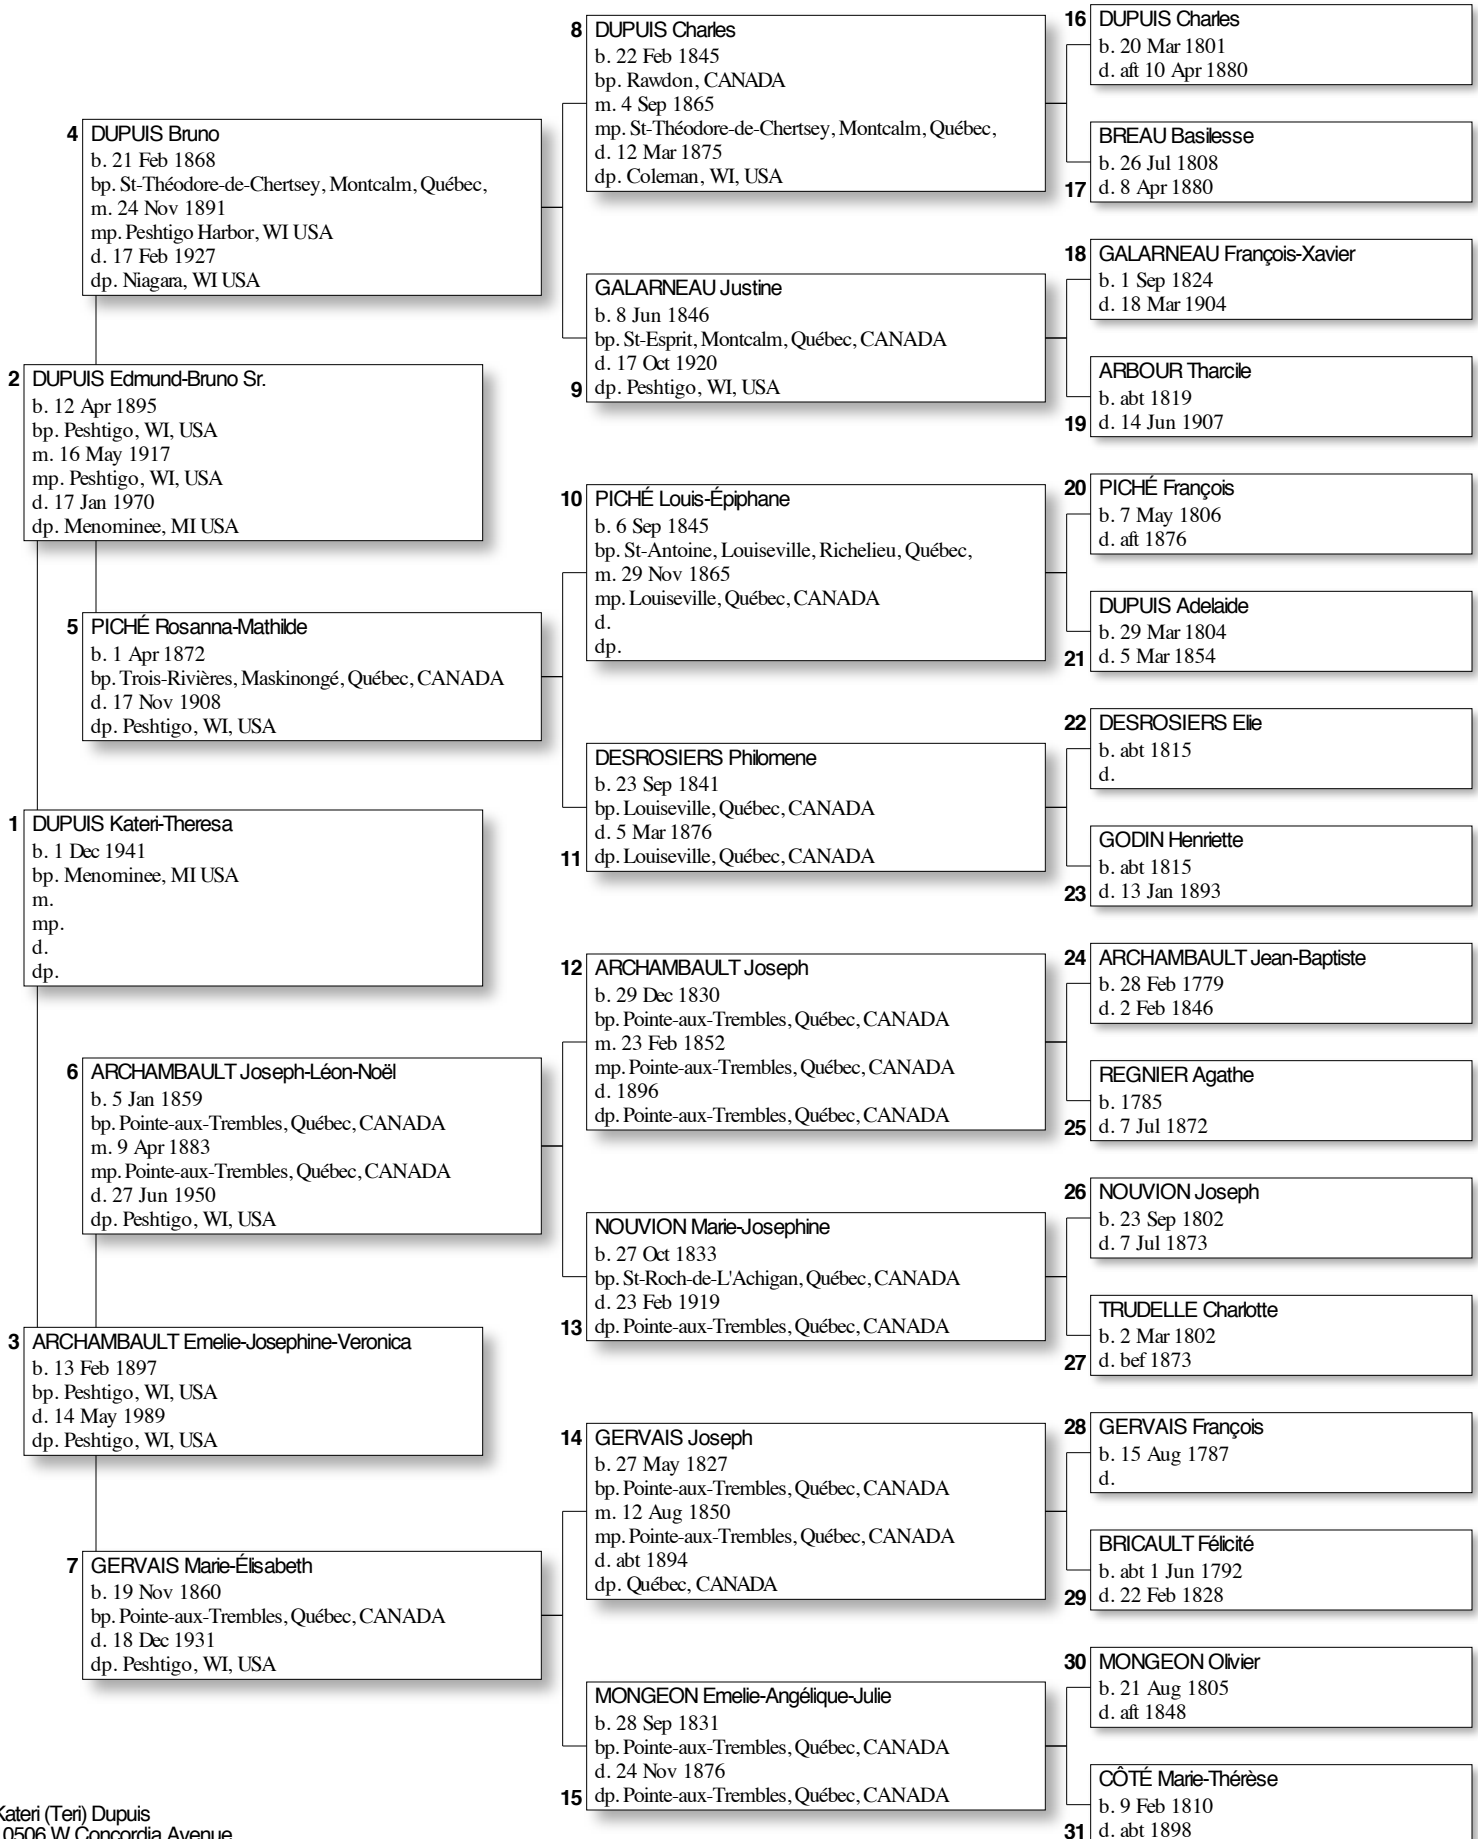 16 DUPUIS Charles
b. 20 Mar 1801
d. aft 10 Apr 1880
8 DUPUIS Charles
b. 22 Feb 1845
bp. Rawdon, CANADA
m. 4 Sep 1865
mp. St-Théodore-de-Chertsey, Montcalm, Québec,
d. 12 Mar 1875
dp. Coleman, WI, USA
BREAU Basilesse
b. 26 Jul 1808
17 d. 8 Apr 1880
4 DUPUIS Bruno
b. 21 Feb 1868
bp. St-Théodore-de-Chertsey, Montcalm, Québec,
m. 24 Nov 1891
mp. Peshtigo Harbor, WI USA
d. 17 Feb 1927
dp. Niagara, WI USA
18 GALARNEAU François-Xavier
b. 1 Sep 1824
d. 18 Mar 1904
GALARNEAU Justine
b. 8 Jun 1846
bp. St-Esprit, Montcalm, Québec, CANADA
d. 17 Oct 1920
9 dp. Peshtigo, WI, USA
ARBOUR Tharcile
b. abt 1819
19 d. 14 Jun 1907
2 DUPUIS Edmund-Bruno Sr.
b. 12 Apr 1895
bp. Peshtigo, WI, USA
m. 16 May 1917
mp. Peshtigo, WI, USA
d. 17 Jan 1970
dp. Menominee, MI USA
20 PICHÉ François
b. 7 May 1806
d. aft 1876
10 PICHÉ Louis-Épiphane
b. 6 Sep 1845
bp. St-Antoine, Louiseville, Richelieu, Québec,
m. 29 Nov 1865
mp. Louiseville, Québec, CANADA
d.
dp.
DUPUIS Adelaide
b. 29 Mar 1804
21 d. 5 Mar 1854
5 PICHÉ Rosanna-Mathilde
b. 1 Apr 1872
bp. Trois-Rivières, Maskinongé, Québec, CANADA
d. 17 Nov 1908
dp. Peshtigo, WI, USA
22 DESROSIERS Elie
b. abt 1815
d.
DESROSIERS Philomene
b. 23 Sep 1841
bp. Louiseville, Québec, CANADA
d. 5 Mar 1876
11 dp. Louiseville, Québec, CANADA
GODIN Henriette
b. abt 1815
23 d. 13 Jan 1893
1 DUPUIS Kateri-Theresa
b. 1 Dec 1941
bp. Menominee, MI USA
m.
mp.
d.
dp.
24 ARCHAMBAULT Jean-Baptiste
b. 28 Feb 1779
d. 2 Feb 1846
12 ARCHAMBAULT Joseph
b. 29 Dec 1830
bp. Pointe-aux-Trembles, Québec, CANADA
m. 23 Feb 1852
mp. Pointe-aux-Trembles, Québec, CANADA
d. 1896
dp. Pointe-aux-Trembles, Québec, CANADA
REGNIER Agathe
b. 1785
25 d. 7 Jul 1872
6 ARCHAMBAULT Joseph-Léon-Noël
b. 5 Jan 1859
bp. Pointe-aux-Trembles, Québec, CANADA
m. 9 Apr 1883
mp. Pointe-aux-Trembles, Québec, CANADA
d. 27 Jun 1950
dp. Peshtigo, WI, USA
26 NOUVION Joseph
b. 23 Sep 1802
d. 7 Jul 1873
NOUVION Marie-Josephine
b. 27 Oct 1833
bp. St-Roch-de-L'Achigan, Québec, CANADA
d. 23 Feb 1919
13 dp. Pointe-aux-Trembles, Québec, CANADA
TRUDELLE Charlotte
b. 2 Mar 1802
27 d. bef 1873
3 ARCHAMBAULT Emelie-Josephine-Veronica
b. 13 Feb 1897
bp. Peshtigo, WI, USA
d. 14 May 1989
dp. Peshtigo, WI, USA
28 GERVAIS François
b. 15 Aug 1787
d.
14 GERVAIS Joseph
b. 27 May 1827
bp. Pointe-aux-Trembles, Québec, CANADA
m. 12 Aug 1850
mp. Pointe-aux-Trembles, Québec, CANADA
d. abt 1894
dp. Québec, CANADA
BRICAULT Félicité
b. abt 1 Jun 1792
29 d. 22 Feb 1828
7 GERVAIS Marie-Élisabeth
b. 19 Nov 1860
bp. Pointe-aux-Trembles, Québec, CANADA
d. 18 Dec 1931
dp. Peshtigo, WI, USA
30 MONGEON Olivier
b. 21 Aug 1805
d. aft 1848
MONGEON Emelie-Angélique-Julie
b. 28 Sep 1831
bp. Pointe-aux-Trembles, Québec, CANADA
d. 24 Nov 1876
15 dp. Pointe-aux-Trembles, Québec, CANADA
CÔTÉ Marie-Thérèse
b. 9 Feb 1810
31 d. abt 1898
Kateri (Teri) Dupuis
0506 W Concordia Avenue